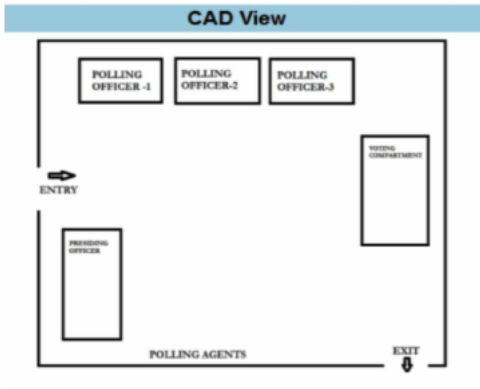 CAD View
POLLING
OFFICER -1
POLLING
OFFICER-2
POLLING
OFFICER-3
VOTING
COMPARTMENT
ENTRY
PRESIDING
OFFICER
POLLING AGENTS
EXIT